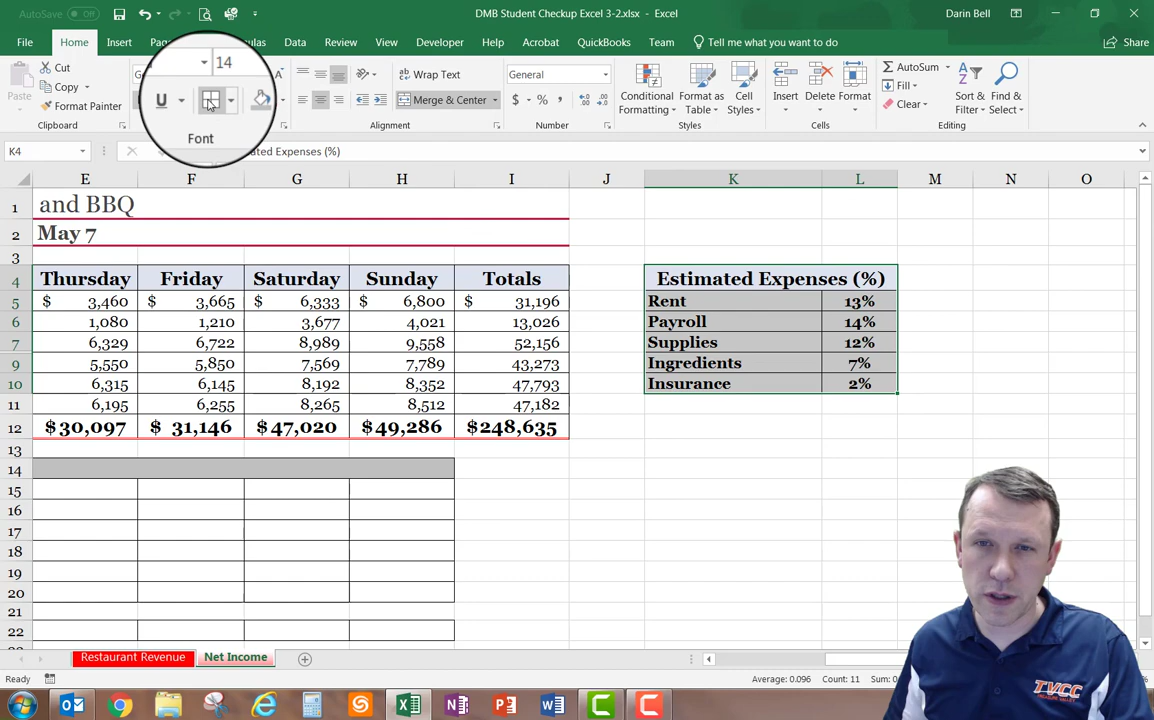 AutoSave Off
DMB Student Checkup Excel 3-2.xlsx - Excel
Darin Bell
File Home Insert Data Review View Developer Help Acrobat QuickBooks Team Tell me what you want to do Share
Paste
Cut
Copy
Format Painter
Clipboard
14
U
Font
Wrap Text
Merge & Center
Alignment
General
$ % ,
Number
Conditional Formatting
Format as Table
Cell Styles
Styles
Insert Delete Format
Cells
AutoSum
Fill
Clear
Sort & Filter
Find & Select
Editing
K4
Expenses (%)
E F G H I J K L M N O
1 and BBQ
2 May 7
3
4 Thursday Friday Saturday Sunday Totals Estimated Expenses (%)
5 $ 3,460 $ 3,665 $ 6,333 $ 6,800 $ 31,196 Rent 13%
6 1,080 1,210 3,677 4,021 13,026 Payroll 14%
7 6,329 6,722 8,989 9,558 52,156 Supplies 12%
9 5,550 5,850 7,569 7,789 43,273 Ingredients 7%
10 6,315 6,145 8,192 8,352 47,793 Insurance 2%
11 6,195 6,255 8,265 8,512 47,182
12 $30,097 $ 31,146 $47,020 $49,286 $248,635
13
14
15
16
17
18
19
20
21
22
Restaurant Revenue Net Income
Ready
Average: 0.096 Count: 11
TVCC